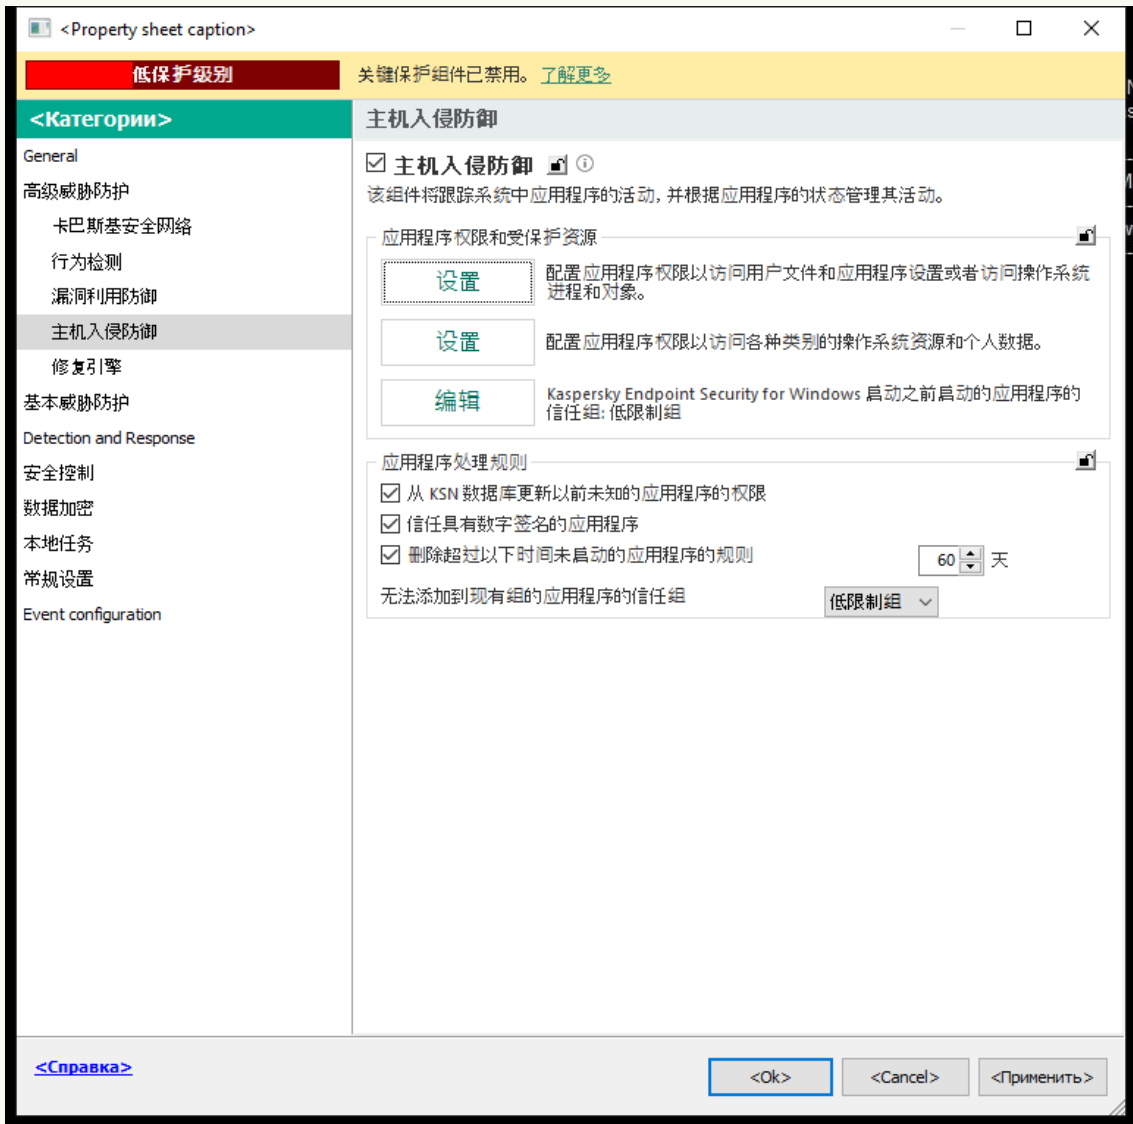 <Property sheet caption>
低保护级别
关键保护组件已禁用。 了解更多
<Категории>
General
高级威胁防护
卡巴斯基安全网络
行为检测
漏洞利用防御
主机入侵防御
修复引擎
基本威胁防护
Detection and Response
安全控制
数据加密
本地任务
常规设置
Event configuration
主机入侵防御
主机入侵防御
该组件将跟踪系统中应用程序的活动, 并根据应用程序的状态管理其活动。
应用程序权限和受保护资源
设置
配置应用程序权限以访问用户文件和应用程序设置或者访问操作系统
进程和对象。
设置
配置应用程序权限以访问各种类别的操作系统资源和个人数据。
编辑
Kaspersky Endpoint Security for Windows 启动之前启动的应用程序的
信任组: 低限制组
应用程序处理规则
从 KSN 数据库更新以前未知的应用程序的权限
信任具有数字签名的应用程序
删除超过以下时间未启动的应用程序的规则
60 天
无法添加到现有组的应用程序的信任组
低限制组
<Справка>
<Ok>
<Cancel>
<Применить>